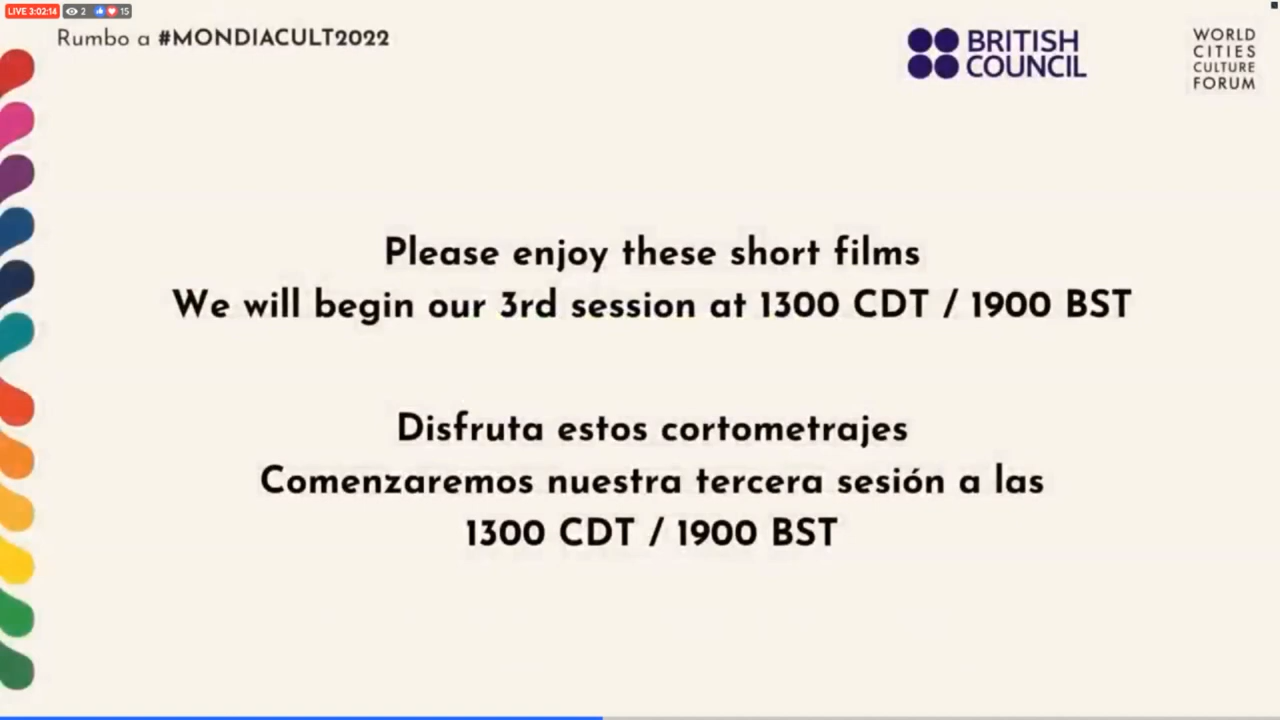 LIVE 3:02:14 2 15
Rumbo a #MONDIACULT2022
BRITISH
COUNCIL
WORLD
CITIES
CULTURE
FORUM
Please enjoy these short films
We will begin our 3rd session at 1300 CDT / 1900 BST
Disfruta estos cortometrajes
Comenzaremos nuestra tercera sesión a las
1300 CDT / 1900 BST